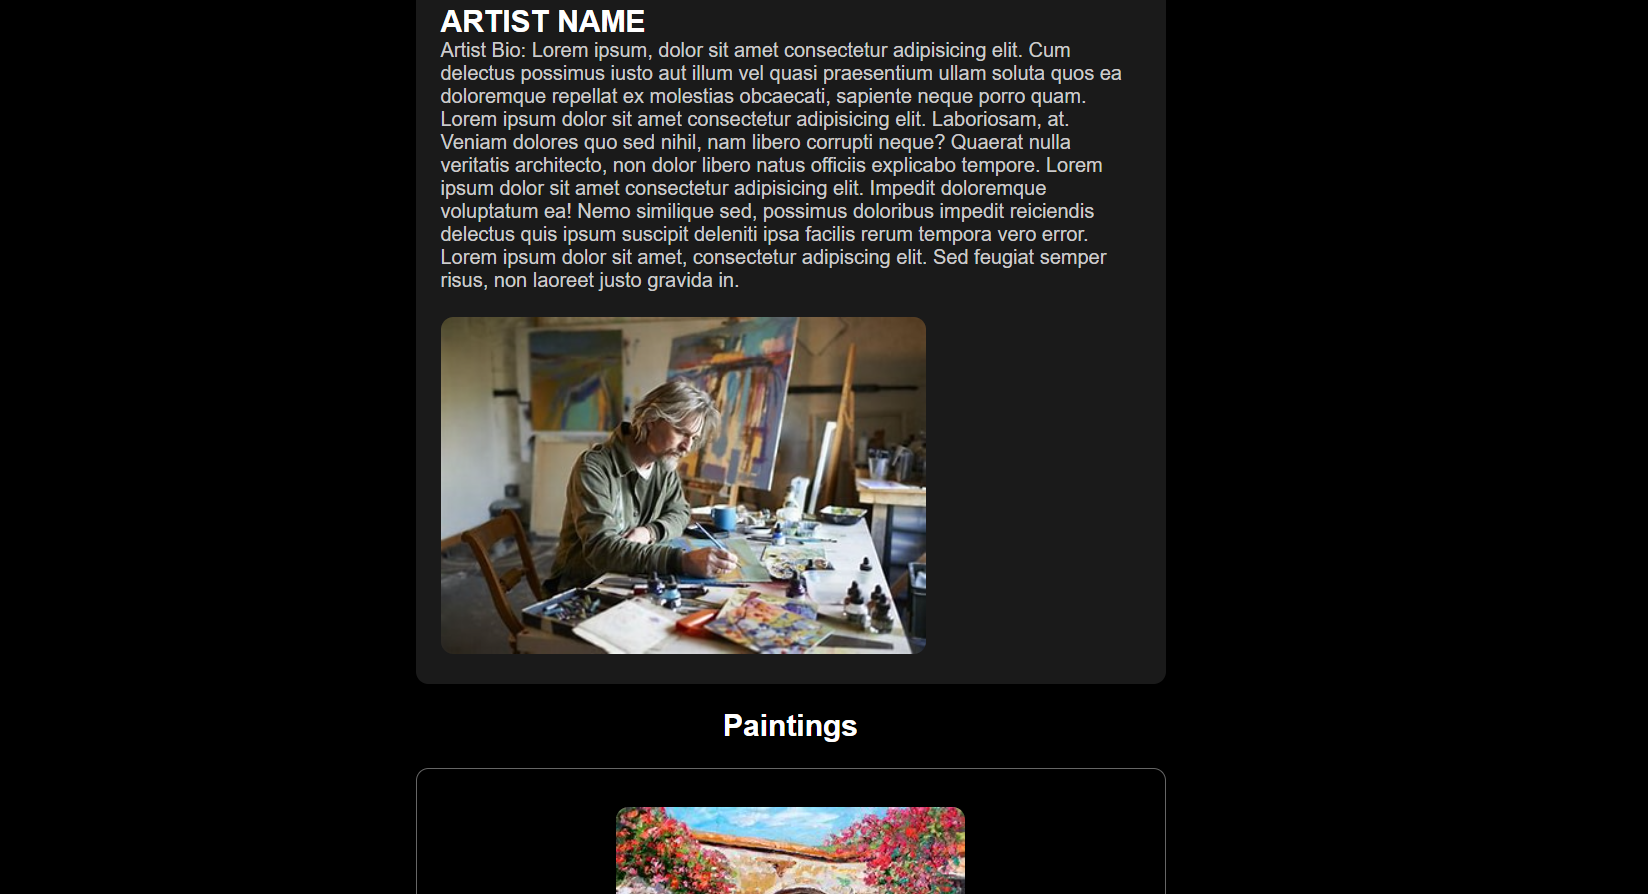 ARTIST NAME
Artist Bio: Lorem ipsum, dolor sit amet consectetur adipisicing elit. Cum
delectus possimus iusto aut illum vel quasi praesentium ullam soluta quos ea
doloremque repellat ex molestias obcaecati, sapiente neque porro quam.
Lorem ipsum dolor sit amet consectetur adipisicing elit. Laboriosam, at.
Veniam dolores quo sed nihil, nam libero corrupti neque? Quaerat nulla
veritatis architecto, non dolor libero natus officiis explicabo tempore. Lorem
ipsum dolor sit amet consectetur adipisicing elit. Impedit doloremque
voluptatum ea! Nemo similique sed, possimus doloribus impedit reiciendis
delectus quis ipsum suscipit deleniti ipsa facilis rerum tempora vero error.
Lorem ipsum dolor sit amet, consectetur adipiscing elit. Sed feugiat semper
risus, non laoreet justo gravida in.
Paintings